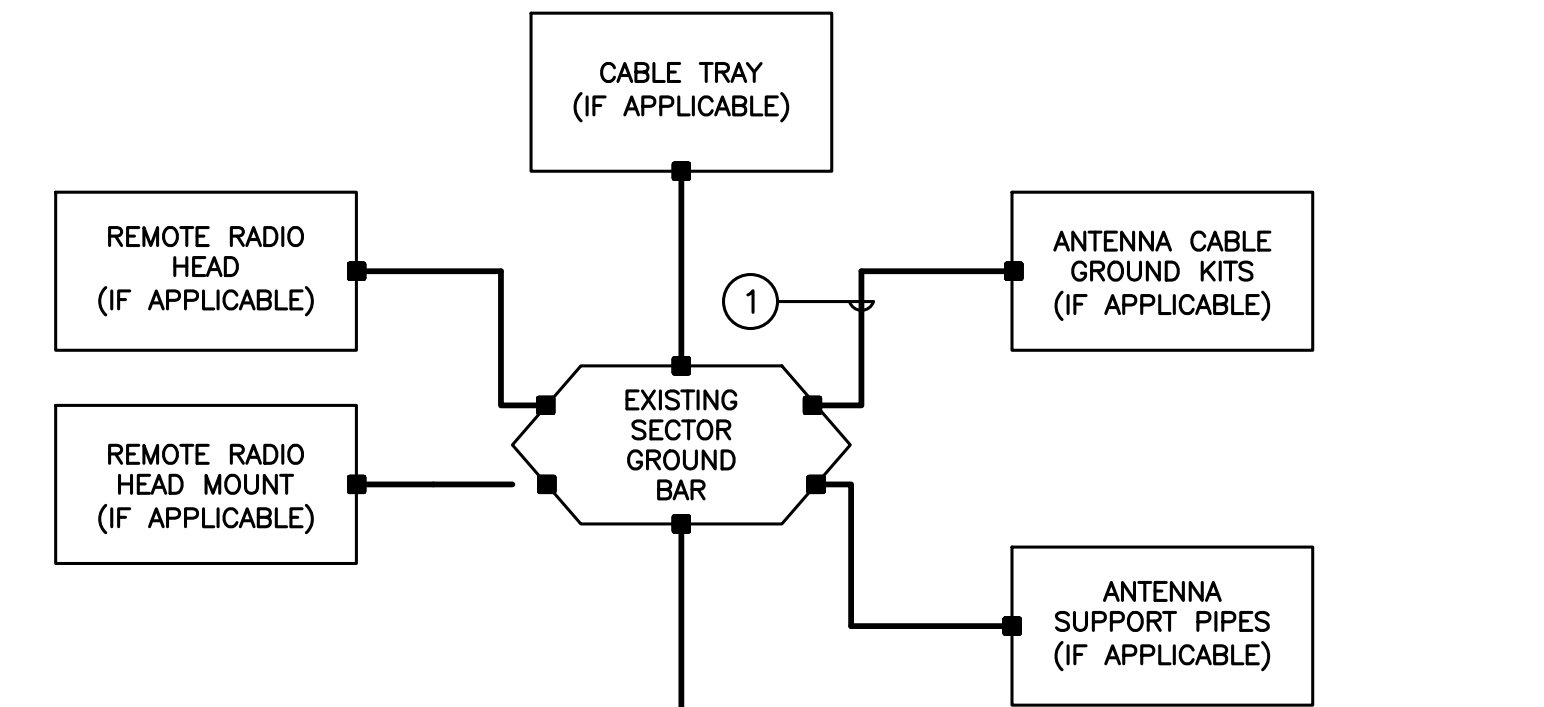 CABLE TRAY
(IF APPLICABLE)
REMOTE RADIO
HEAD
(IF APPLICABLE)
ANTENNA CABLE
GROUND KITS
(IF APPLICABLE)
1
EXISTING
SECTOR
GROUND
BAR
REMOTE RADIO
HEAD MOUNT
(IF APPLICABLE)
ANTENNA
SUPPORT PIPES
(IF APPLICABLE)